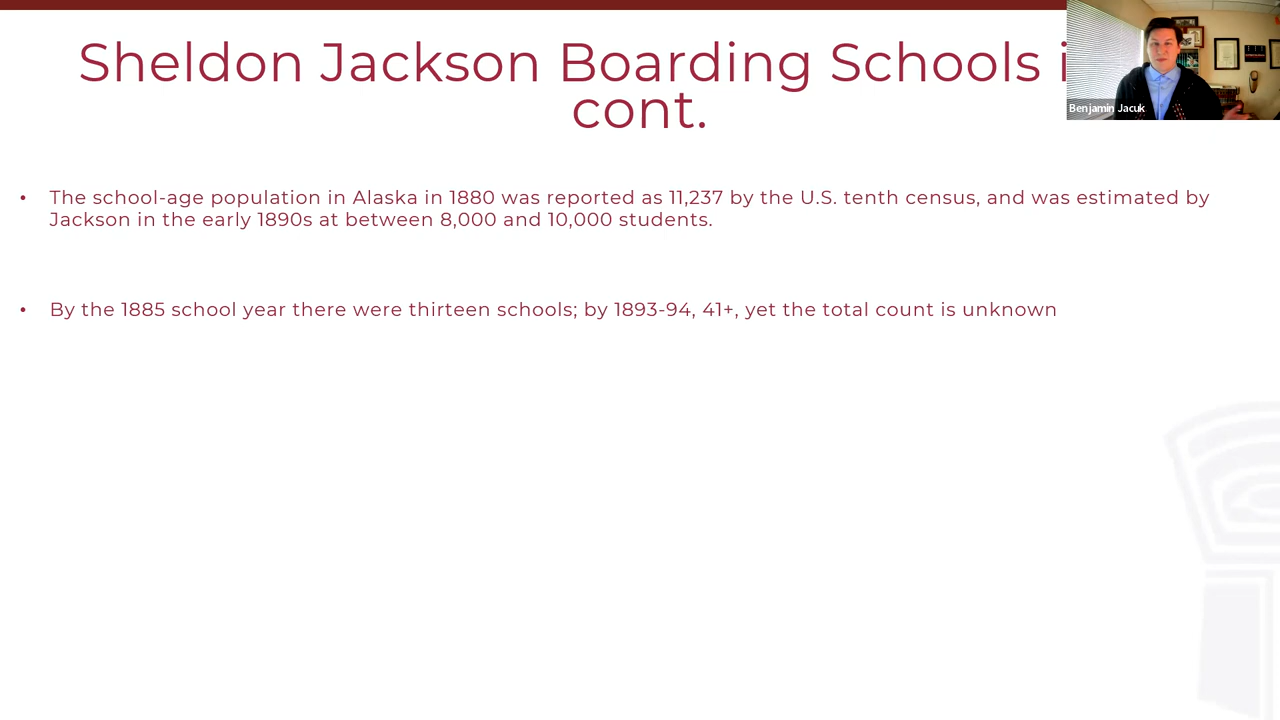 Sheldon Jackson Boarding Schools
cont.
Benjamin Jacuk
• The school-age population in Alaska in 1880 was reported as 11,237 by the U.S. tenth census, and was estimated by
Jackson in the early 1890s at between 8,000 and 10,000 students.
• By the 1885 school year there were thirteen schools; by 1893-94, 41+, yet the total count is unknown